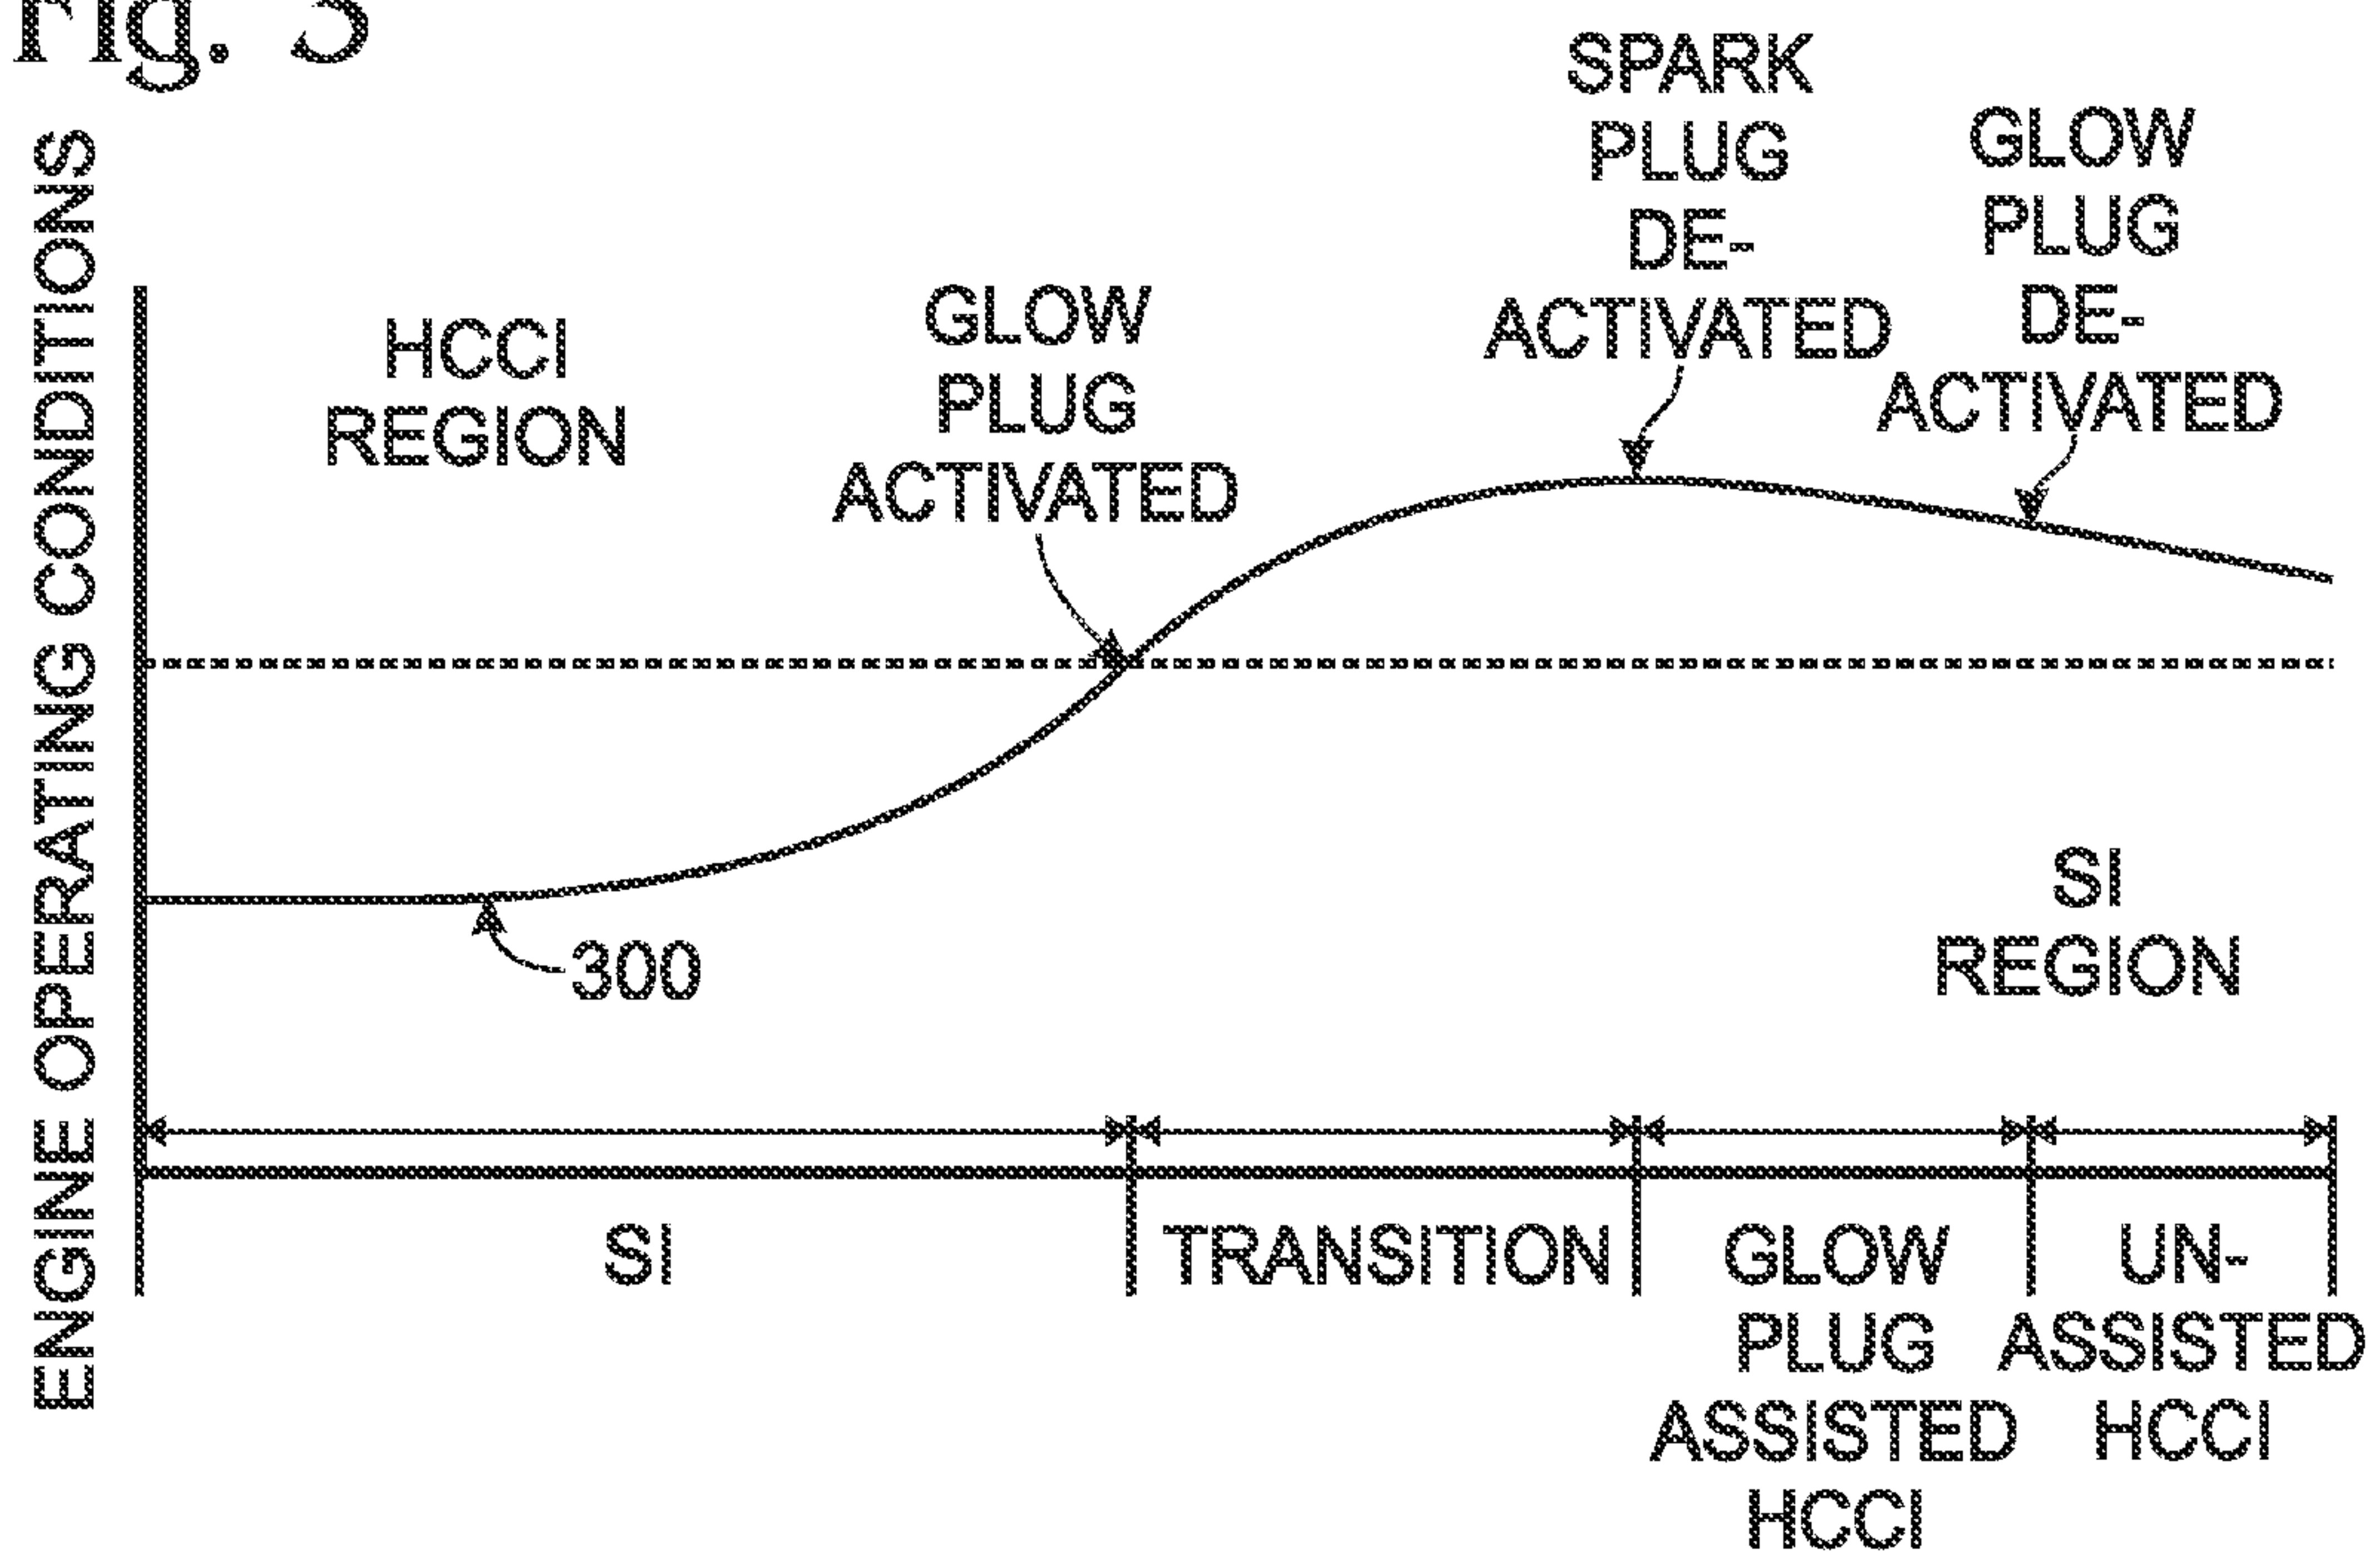 Fig. 3
SPARK
PLUG
DE-
ACTIVATED
GLOW
PLUG
DE-
ACTIVATED
GLOW
PLUG
ACTIVATED
HCCI
REGION
ENGINE OPERATING CONDITIONS
300
SI
REGION
SI
TRANSITION
GLOW
PLUG
ASSISTED
HCCI
UN-
ASSISTED
HCCI